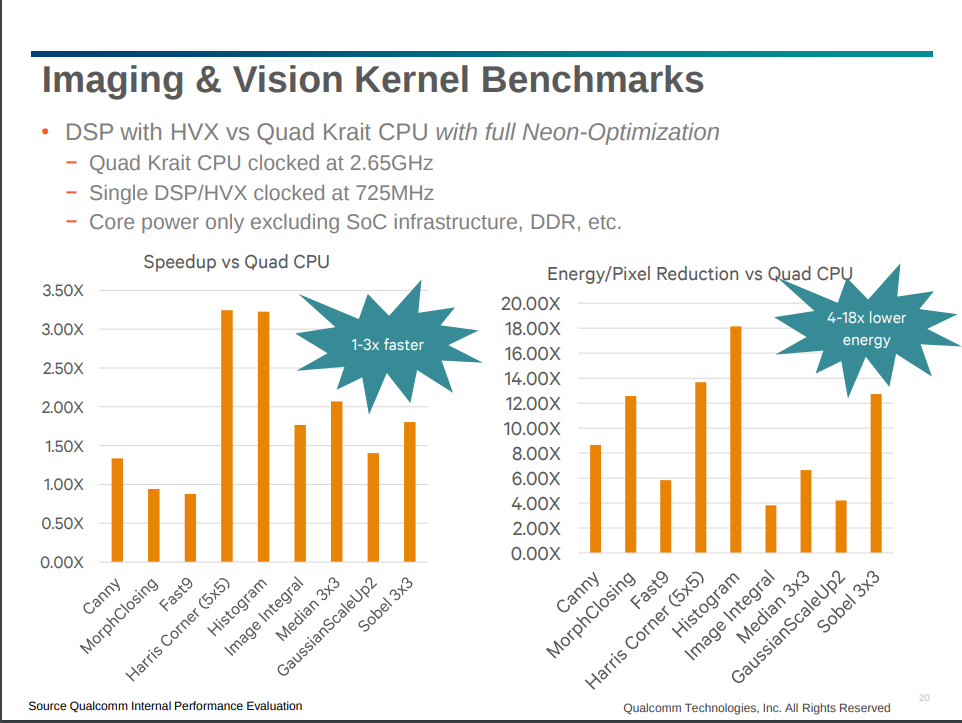 Imaging & Vision Kernel Benchmarks
• DSP with HVX vs Quad Krait CPU with full Neon-Optimization
– Quad Krait CPU clocked at 2.65GHz
– Single DSP/HVX clocked at 725MHz
– Core power only excluding SoC infrastructure, DDR, etc.
Speedup vs Quad CPU
3.50X
3.00X
2.50X
2.00X
1.50X
1.00X
0.50X
0.00X
1-3x faster
Canny
MorphClosing
Fast9
Harris Corner (5x5)
Histogram
Image Integral
Median 3x3
GaussianScaleUp2
Sobel 3x3
Energy/Pixel Reduction vs Quad CPU
20.00X
18.00X
16.00X
14.00X
12.00X
10.00X
8.00X
6.00X
4.00X
2.00X
0.00X
4-18x lower
energy
Canny
MorphClosing
Fast9
Harris Corner (5x5)
Histogram
Image Integral
Median 3x3
GaussianScaleUp2
Sobel 3x3
Source Qualcomm Internal Performance Evaluation
Qualcomm Technologies, Inc. All Rights Reserved
20